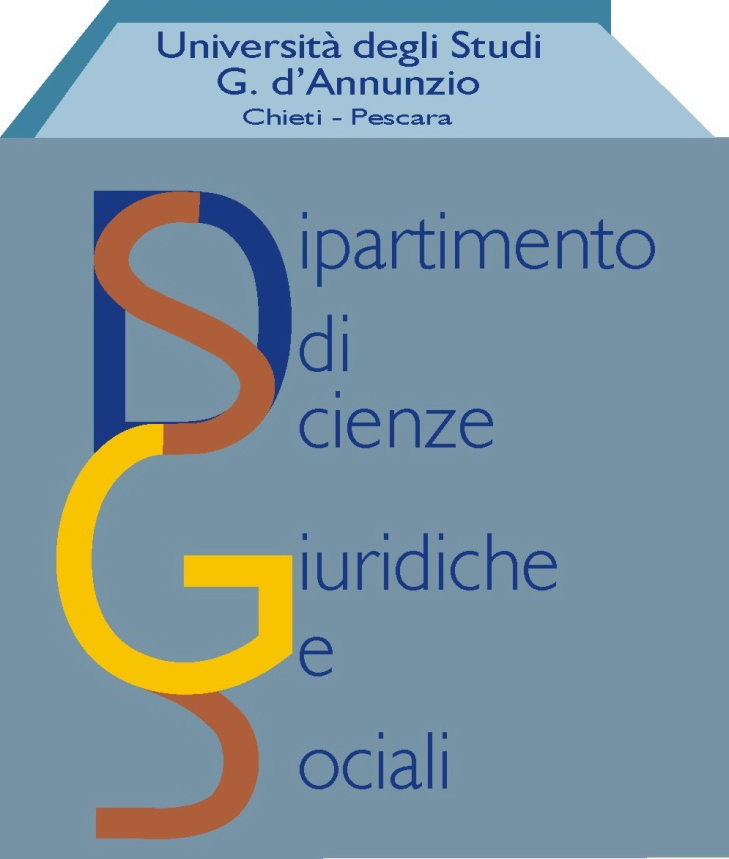 Università degli Studi
G. d'Annunzio
Chieti - Pescara
Dipartimento
di
Scienze
Giuridiche
e
Sociali